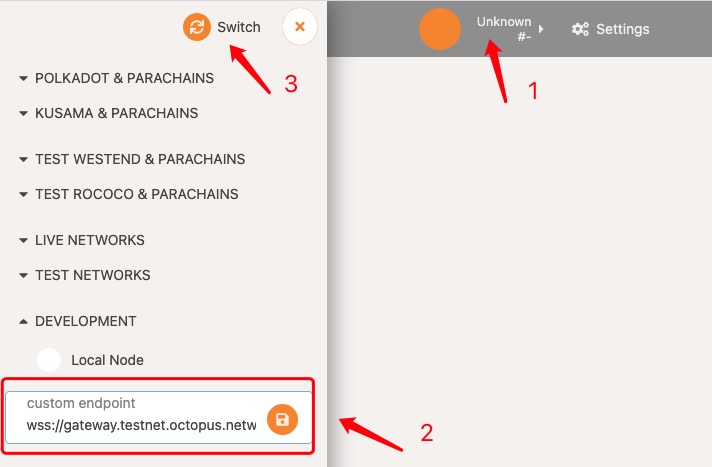 Switch
Unknown
#-
Settings
3
1
POLKADOT & PARACHAINS
KUSAMA & PARACHAINS
TEST WESTEND & PARACHAINS
TEST ROCOCO & PARACHAINS
LIVE NETWORKS
TEST NETWORKS
DEVELOPMENT
Local Node
custom endpoint
wss://gateway.testnet.octopus.netw
2